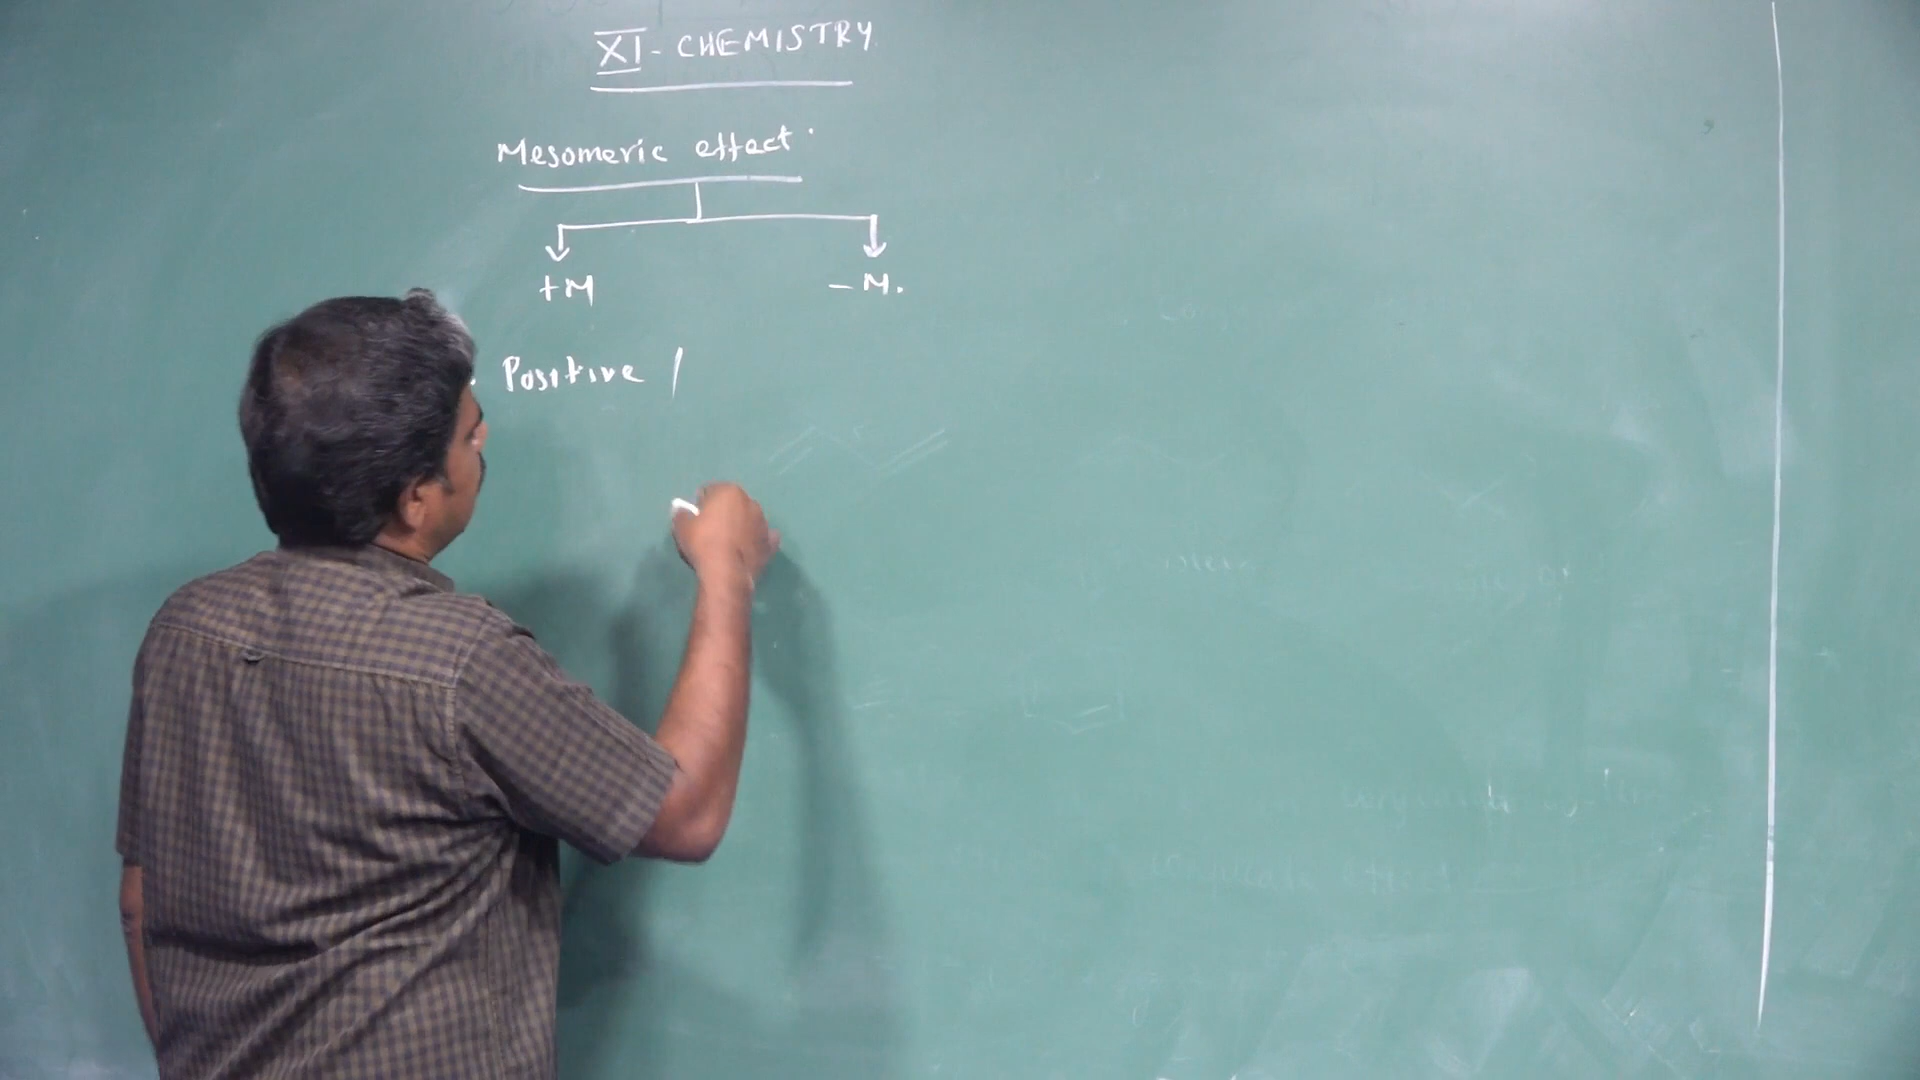 XI - CHEMISTRY
Mesomeric effect.
+M - M.
Positive